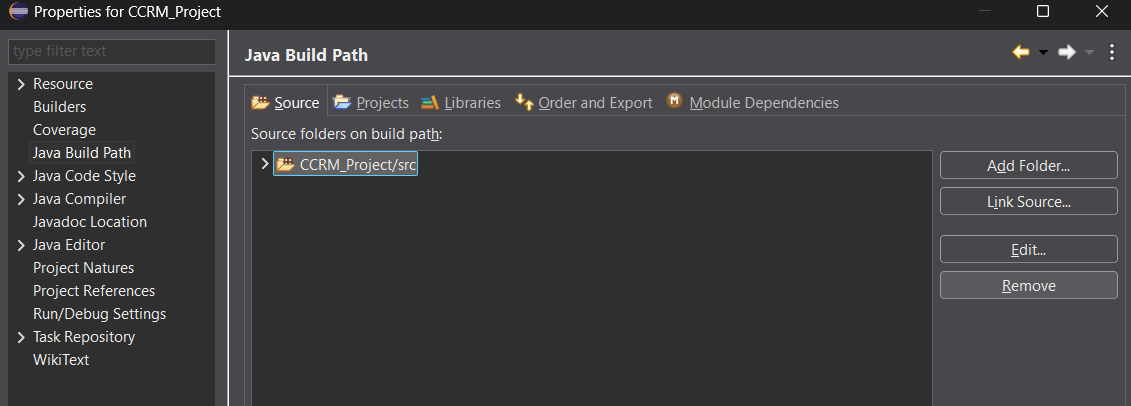 Properties for CCRM_Project
type filter text
Resource
Builders
Coverage
Java Build Path
Java Code Style
Java Compiler
Javadoc Location
Java Editor
Project Natures
Project References
Run/Debug Settings
Task Repository
WikiText
Java Build Path
Source Projects Libraries Order and Export M Module Dependencies
Source folders on build path:
CCRM_Project/src
Add Folder...
Link Source...
Edit...
Remove